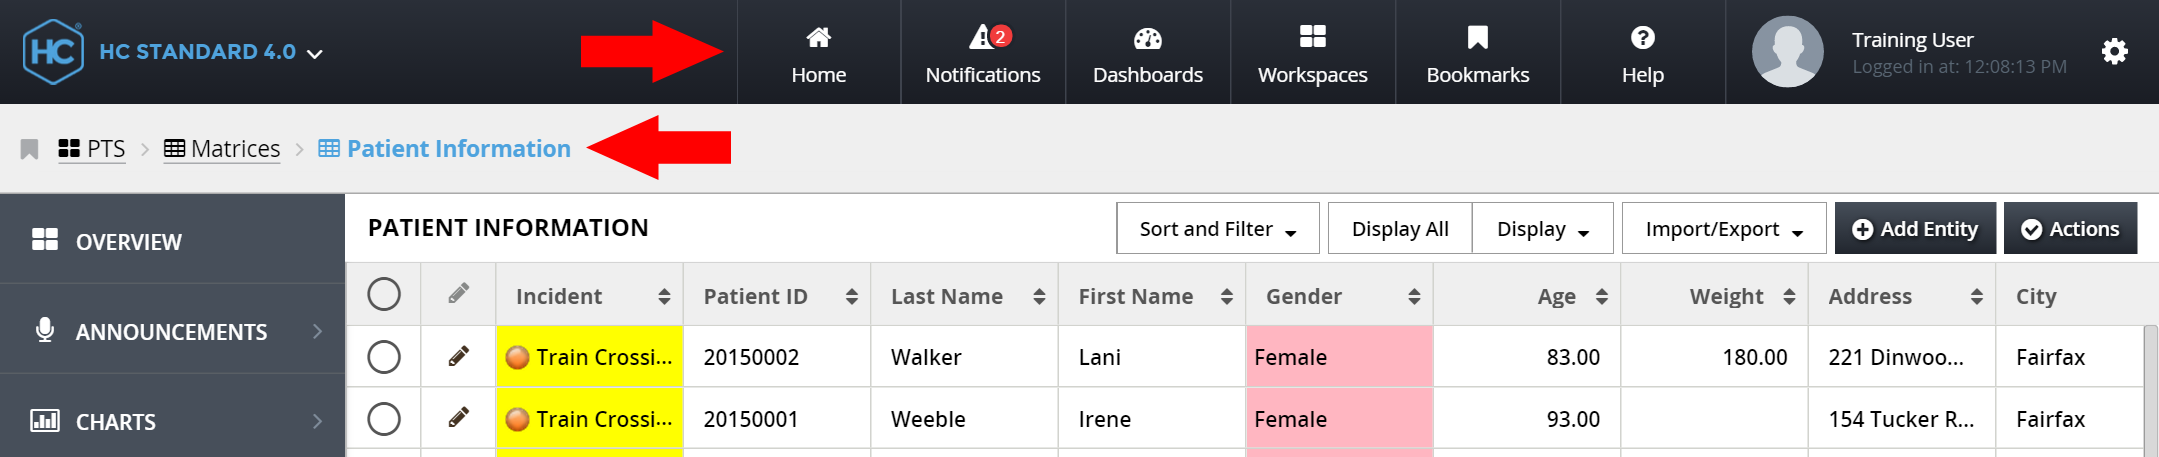 HC® HC STANDARD 4.0
Home
2
Notifications
Dashboards
Workspaces
Bookmarks
Help
Training User
Logged in at: 12:08:13 PM
PTS > Matrices > Patient Information
OVERVIEW
ANNOUNCEMENTS
CHARTS
PATIENT INFORMATION
Sort and Filter Display All Display Import/Export Add Entity Actions
Incident Patient ID Last Name First Name Gender Age Weight Address City
Train Crossi... 20150002 Walker Lani Female 83.00 180.00 221 Dinwoo... Fairfax
Train Crossi... 20150001 Weeble Irene Female 93.00 154 Tucker R... Fairfax